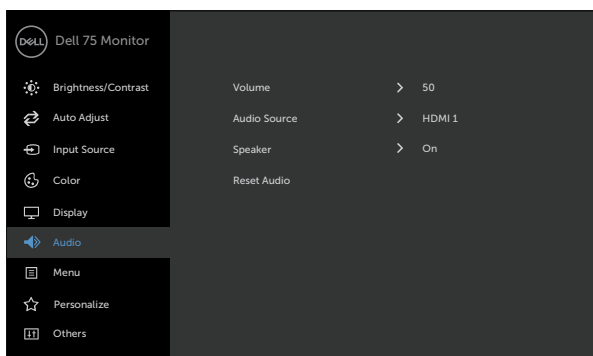 DELL Dell 75 Monitor
Brightness/Contrast
Auto Adjust
Input Source
Color
Display
Audio
Menu
Personalize
Others
Volume 50
Audio Source HDMI 1
Speaker On
Reset Audio